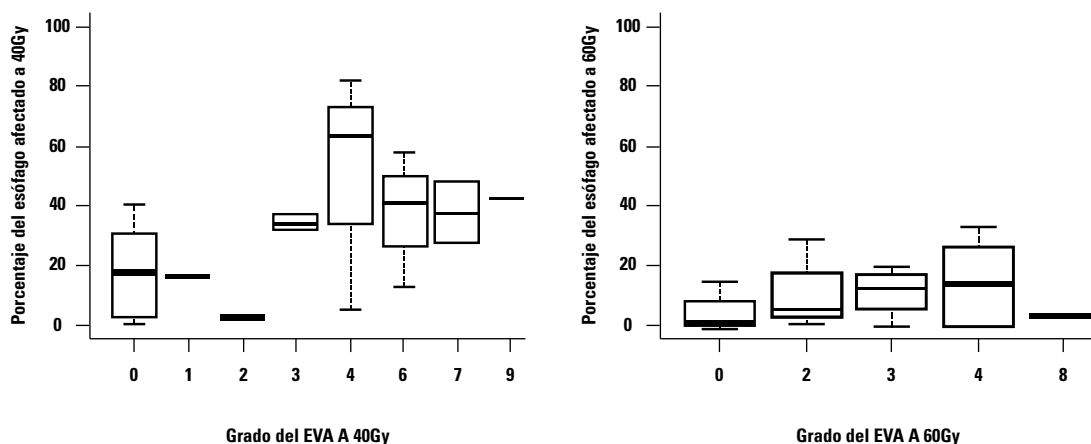 Porcentaje del esófago afectado a 40Gy
100
80
60
40
20
0
0 1 2 3 4 6 7 9
Grado del EVA A 40Gy
Porcentaje del esófago afectado a 60Gy
100
80
60
40
20
0
0 2 3 4 8
Grado del EVA A 60Gy